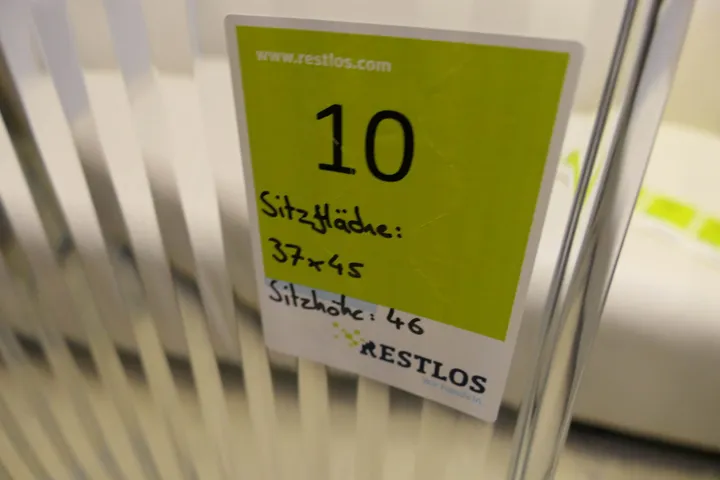 www.restlos.com
10
Sitzfläche:
37x45
Sitzhöhe: 46
RESTLOS